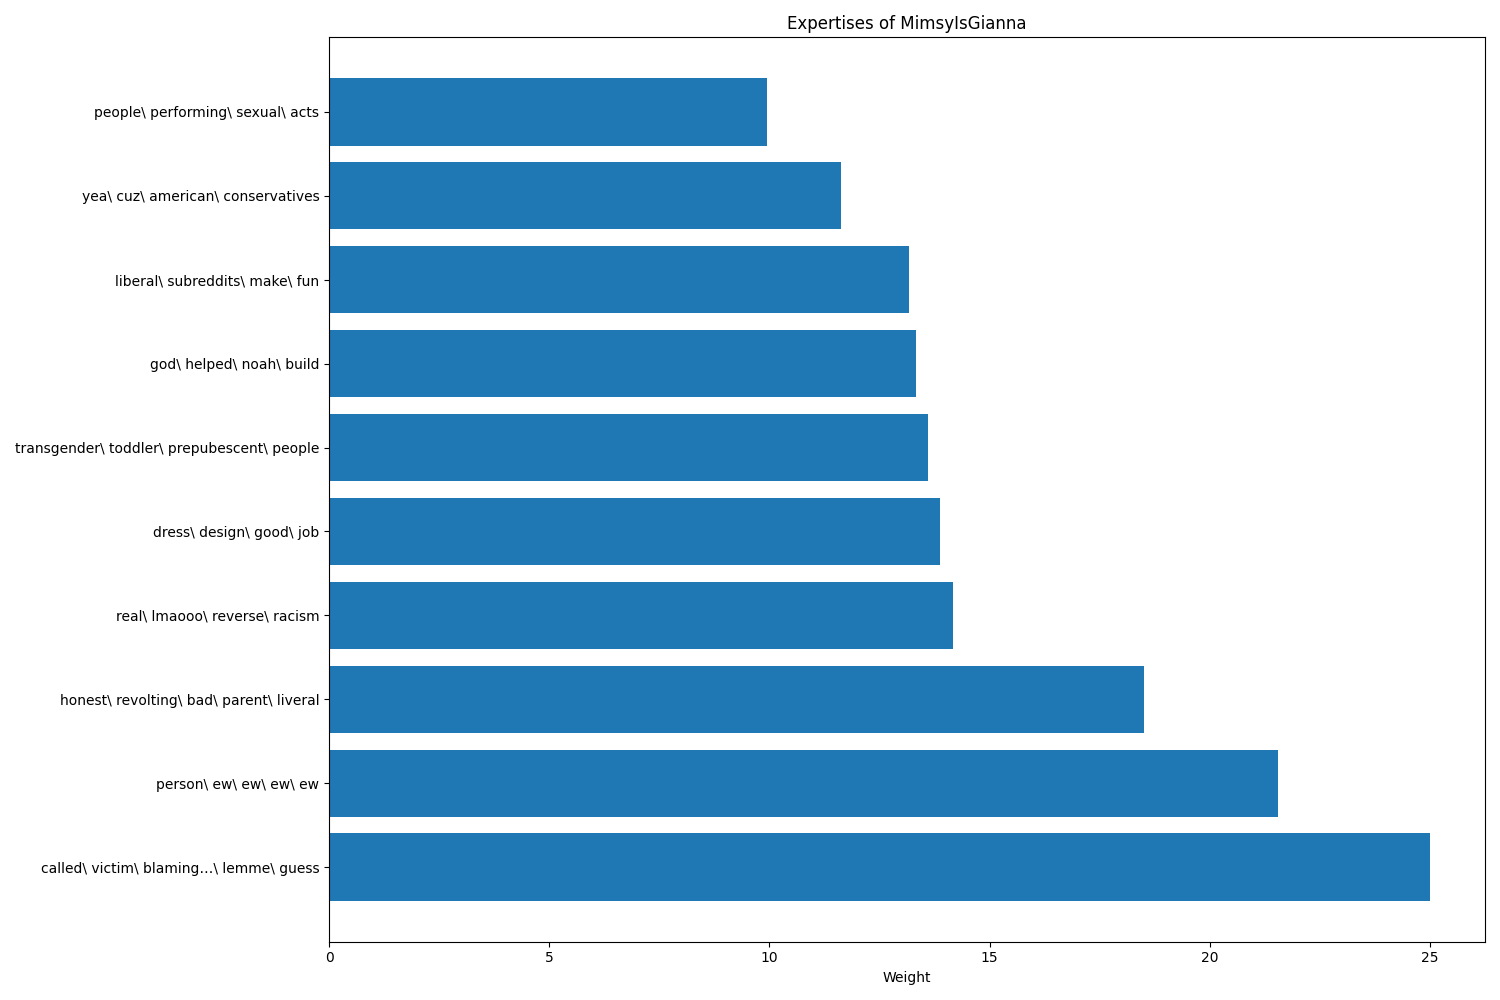 Expertises of MimsyIsGianna
people\ performing\ sexual\ acts
yea\ cuz\ american\ conservatives
liberal\ subreddits\ make\ fun
god\ helped\ noah\ build
transgender\ toddler\ prepubescent\ people
dress\ design\ good\ job
real\ lmaooo\ reverse\ racism
honest\ revolting\ bad\ parent\ liveral
person\ ew\ ew\ ew\ ew
called\ victim\ blaming…\ lemme\ guess
0 5 10 15 20 25
Weight